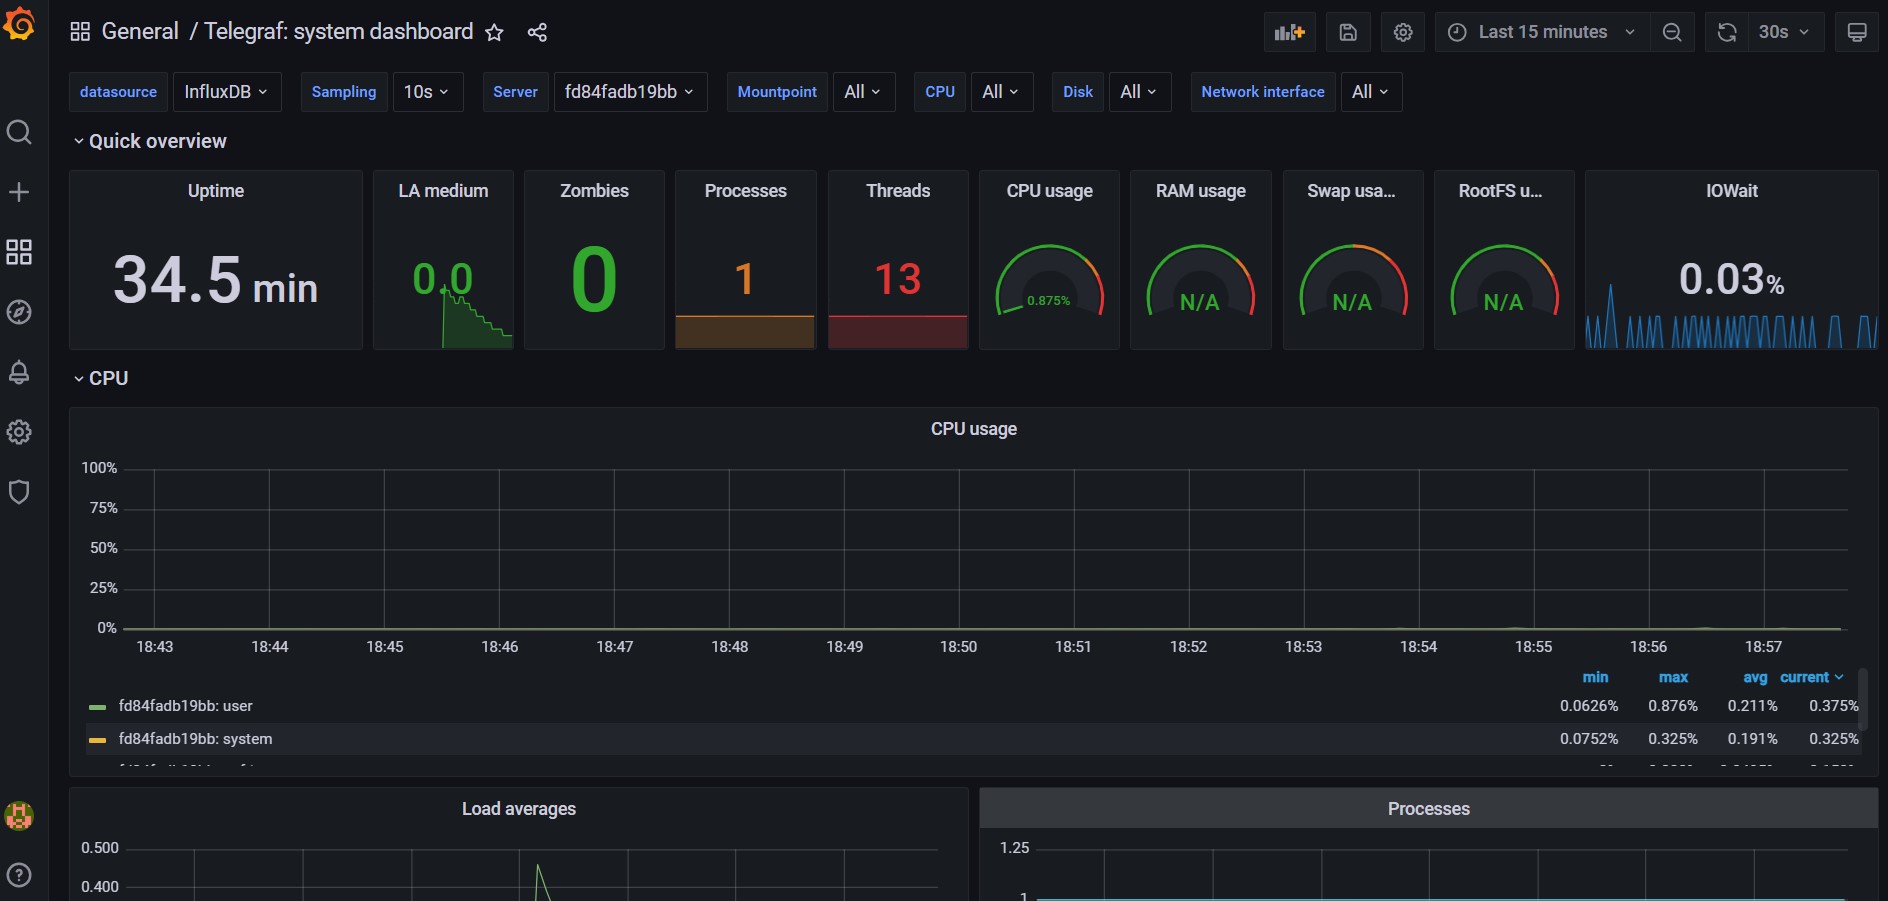 General / Telegraf: system dashboard
Last 15 minutes
30s
datasource InfluxDB Sampling 10s Server fd84fadb19bb Mountpoint All CPU All Disk All Network interface All
Quick overview
Uptime
34.5 min
LA medium
0.0
Zombies
0
Processes
1
Threads
13
CPU usage
0.875%
RAM usage
N/A
Swap usa...
N/A
RootFS u...
N/A
IOWait
0.03%
CPU
CPU usage
100%
75%
50%
25%
0%
18:43 18:44 18:45 18:46 18:47 18:48 18:49 18:50 18:51 18:52 18:53 18:54 18:55 18:56 18:57
min max avg current
fd84fadb19bb: user 0.0626% 0.876% 0.211% 0.375%
fd84fadb19bb: system 0.0752% 0.325% 0.191% 0.325%
Load averages
0.500
0.400
Processes
1.25
1